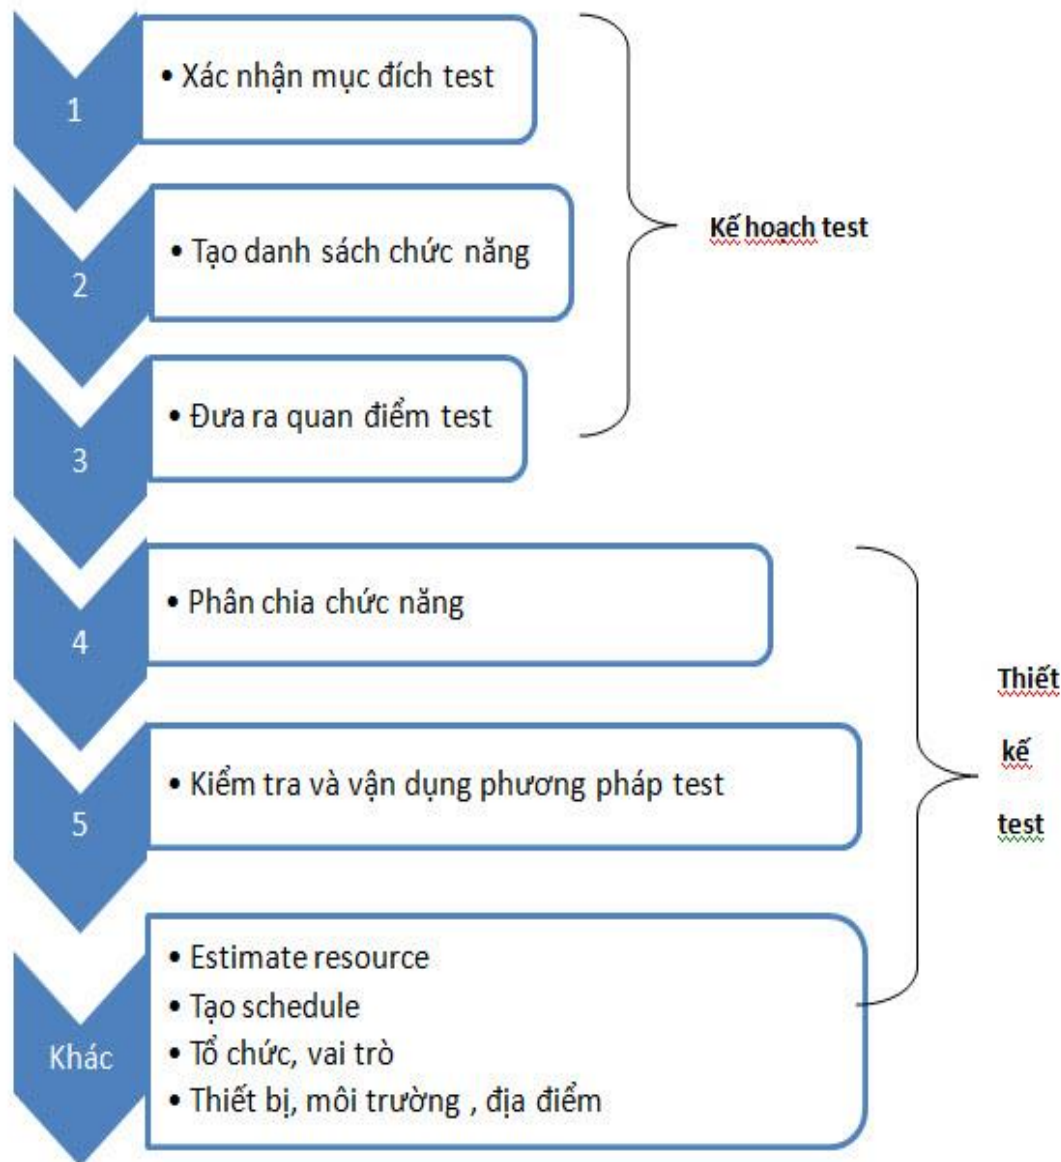 1
• Xác nhận mục đích test
2
• Tạo danh sách chức năng
3
• Đưa ra quan điểm test
Kế hoạch test
4
• Phân chia chức năng
5
• Kiểm tra và vận dụng phương pháp test
Khác
• Estimate resource
• Tạo schedule
• Tổ chức, vai trò
• Thiết bị, môi trường , địa điểm
Thiết
kế
test